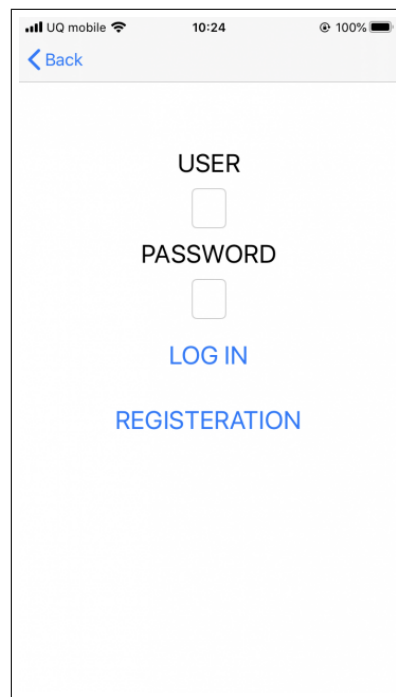 UQ mobile 10:24 100%
Back
USER
PASSWORD
LOG IN
REGISTERATION